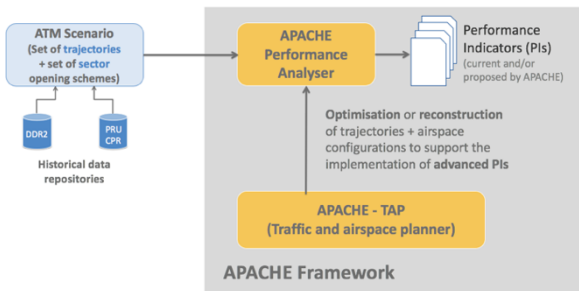 ATM Scenario
(Set of trajectories
+ set of sector
opening schemes)
DDR2
PRU
CPR
Historical data
repositories
APACHE
Performance
Analyser
Performance
Indicators (PIs)
(current and/or
proposed by APACHE)
Optimisation or reconstruction
of trajectories + airspace
configurations to support the
implementation of advanced PIs
APACHE - TAP
(Traffic and airspace planner)
APACHE Framework